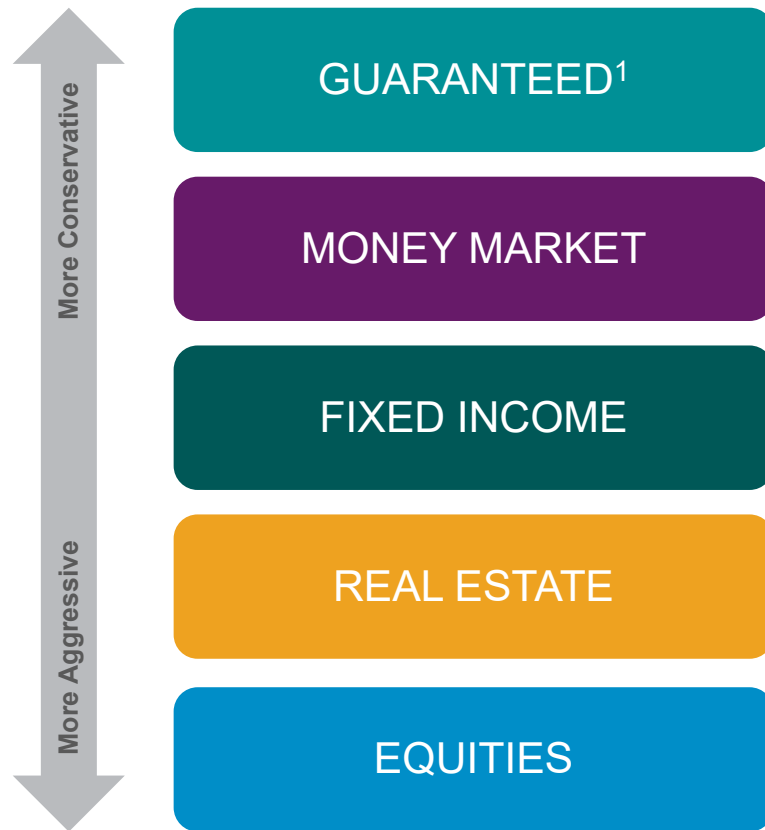 More Conservative
GUARANTEED¹
MONEY MARKET
FIXED INCOME
More Aggressive
REAL ESTATE
EQUITIES